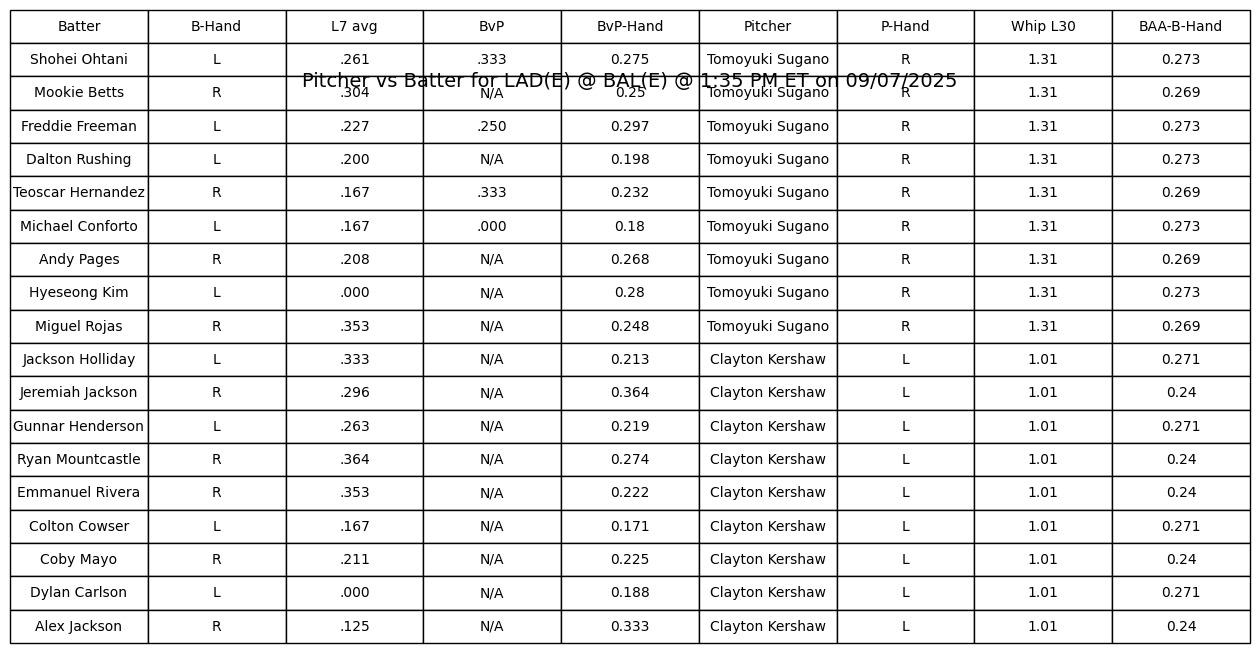 Batter B-Hand L7 avg BvP BvP-Hand Pitcher P-Hand Whip L30 BAA-B-Hand
Shohei Ohtani L .261 .333 0.275 Tomoyuki Sugano R 1.31 0.273
Pitcher vs Batter for LAD(E) @ BAL(E) @ 1:35 PM ET on 09/07/2025
Mookie Betts R .304 N/A 0.25 Tomoyuki Sugano R 1.31 0.269
Freddie Freeman L .227 .250 0.297 Tomoyuki Sugano R 1.31 0.273
Dalton Rushing L .200 N/A 0.198 Tomoyuki Sugano R 1.31 0.273
Teoscar Hernandez R .167 .333 0.232 Tomoyuki Sugano R 1.31 0.269
Michael Conforto L .167 .000 0.18 Tomoyuki Sugano R 1.31 0.273
Andy Pages R .208 N/A 0.268 Tomoyuki Sugano R 1.31 0.269
Hyeseong Kim L .000 N/A 0.28 Tomoyuki Sugano R 1.31 0.273
Miguel Rojas R .353 N/A 0.248 Tomoyuki Sugano R 1.31 0.269
Jackson Holliday L .333 N/A 0.213 Clayton Kershaw L 1.01 0.271
Jeremiah Jackson R .296 N/A 0.364 Clayton Kershaw L 1.01 0.24
Gunnar Henderson L .263 N/A 0.219 Clayton Kershaw L 1.01 0.271
Ryan Mountcastle R .364 N/A 0.274 Clayton Kershaw L 1.01 0.24
Emmanuel Rivera R .353 N/A 0.222 Clayton Kershaw L 1.01 0.24
Colton Cowser L .167 N/A 0.171 Clayton Kershaw L 1.01 0.271
Coby Mayo R .211 N/A 0.225 Clayton Kershaw L 1.01 0.24
Dylan Carlson L .000 N/A 0.188 Clayton Kershaw L 1.01 0.271
Alex Jackson R .125 N/A 0.333 Clayton Kershaw L 1.01 0.24